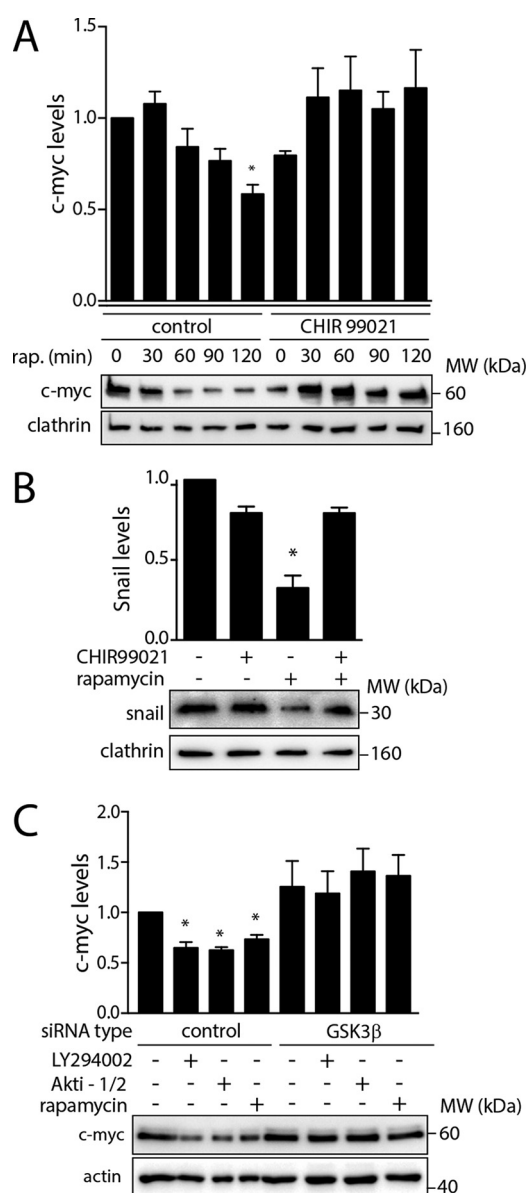 A
c-myc levels
1.5
1.0
0.5
0.0
*
control CHIR 99021
rap. (min) 0 30 60 90 120 0 30 60 90 120 MW (kDa)
c-myc 60
clathrin 160
B
Snail levels
1.0
0.5
0.0
*
CHIR99021 - + - +
rapamycin - - + + MW (kDa)
snail 30
clathrin 160
C
c-myc levels
2.0
1.5
1.0
0.5
0.0
* * *
siRNA type control GSK3β
LY294002 - + - - - + - -
Akti - 1/2 - - + - - - + -
rapamycin - - - + - - - + MW (kDa)
c-myc 60
actin 40